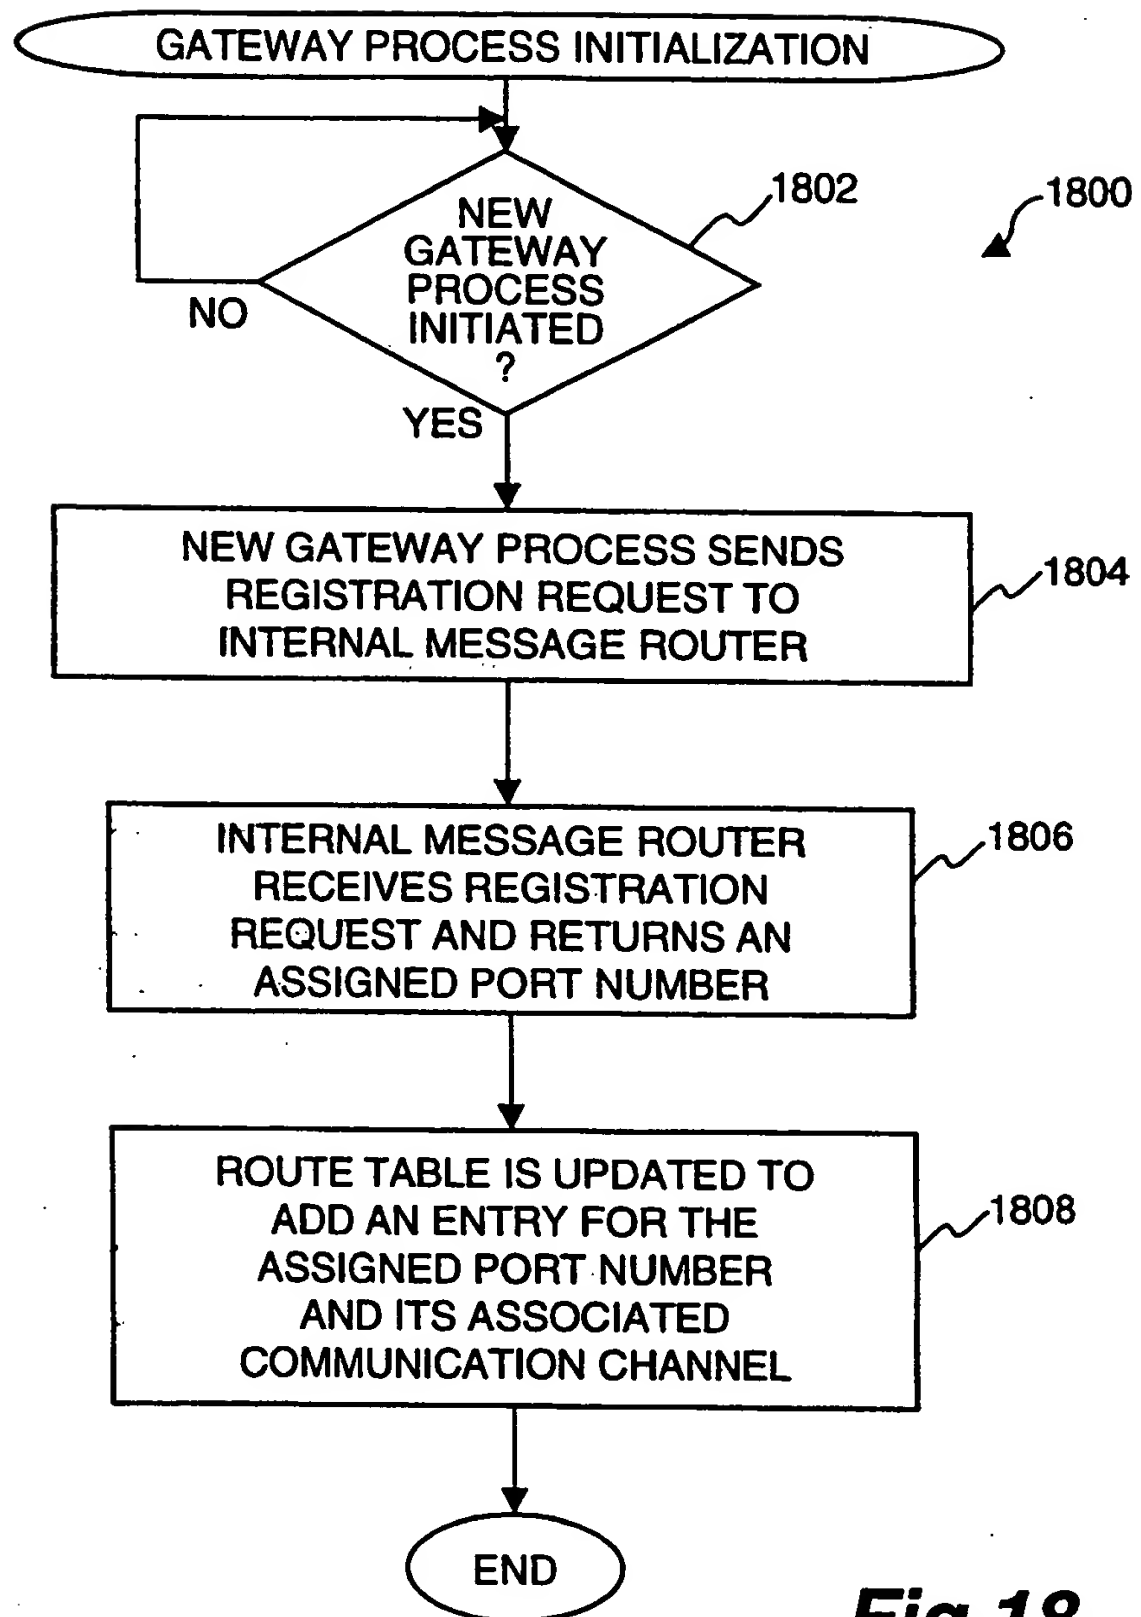 GATEWAY PROCESS INITIALIZATION
1802
1800
NEW
GATEWAY
PROCESS
INITIATED
?
NO
YES
NEW GATEWAY PROCESS SENDS
REGISTRATION REQUEST TO
INTERNAL MESSAGE ROUTER
1804
INTERNAL MESSAGE ROUTER
RECEIVES REGISTRATION
REQUEST AND RETURNS AN
ASSIGNED PORT NUMBER
1806
ROUTE TABLE IS UPDATED TO
ADD AN ENTRY FOR THE
ASSIGNED PORT NUMBER
AND ITS ASSOCIATED
COMMUNICATION CHANNEL
1808
END
Fig 18